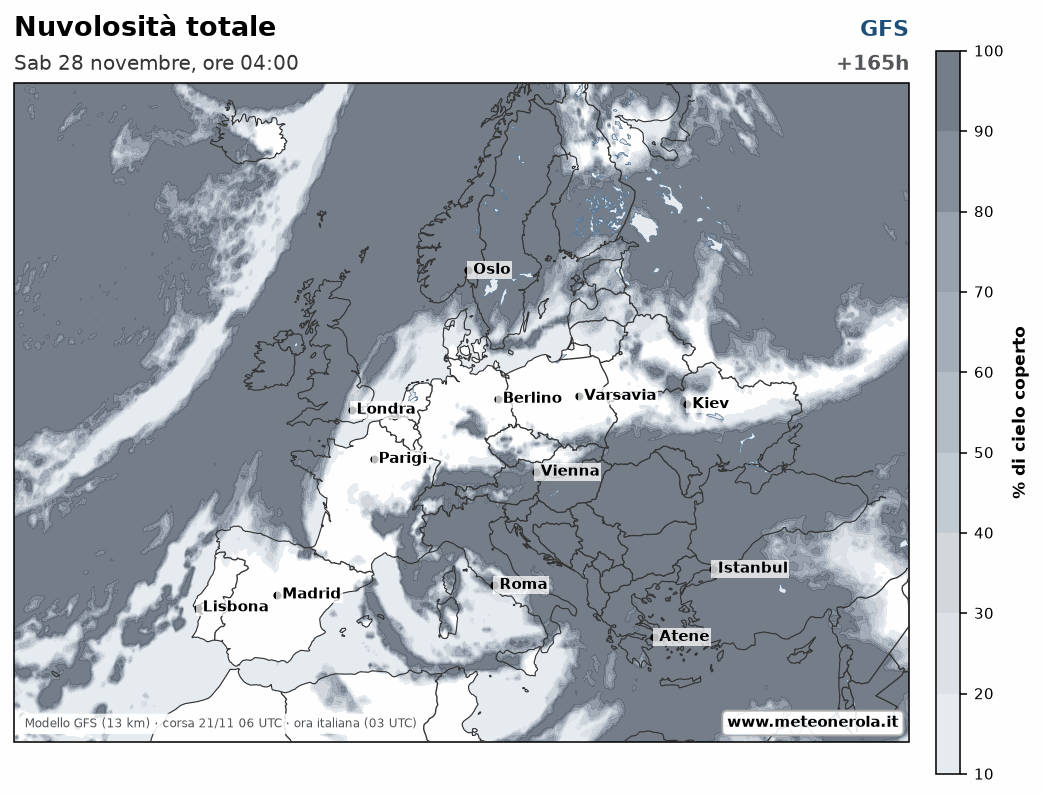 Nuvolosità totale
GFS
Sab 28 novembre, ore 04:00
+165h
100
90
80
70
60
50
40
30
20
10
% di cielo coperto
Oslo
Londra
Berlino
Varsavia
Kiev
Parigi
Vienna
Istanbul
Roma
Madrid
Lisbona
Atene
Modello GFS (13 km) · corsa 21/11 06 UTC · ora italiana (03 UTC)
www.meteonerola.it